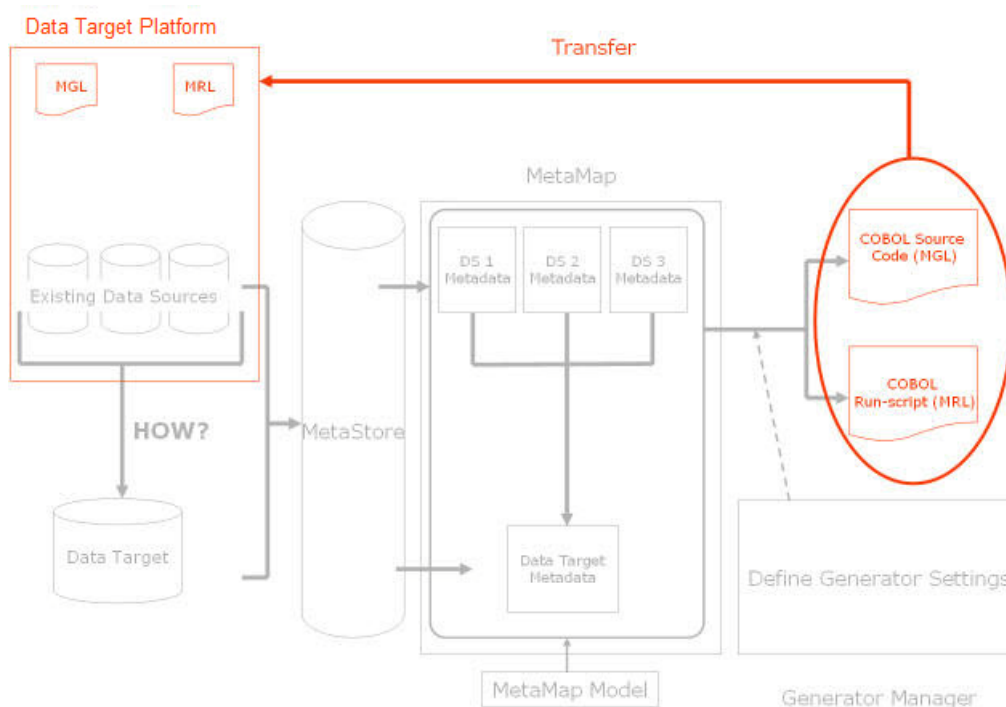 Data Target Platform
Transfer
MGL
MRL
MetaMap
COBOL Source
Code (MGL)
DS 1
Metadata
DS 2
Metadata
DS 3
Metadata
Existing Data Sources
COBOL
Run-script (MRL)
HOW?
MetaStore
Data Target
Data Target
Metadata
Define Generator Settings
MetaMap Model
Generator Manager